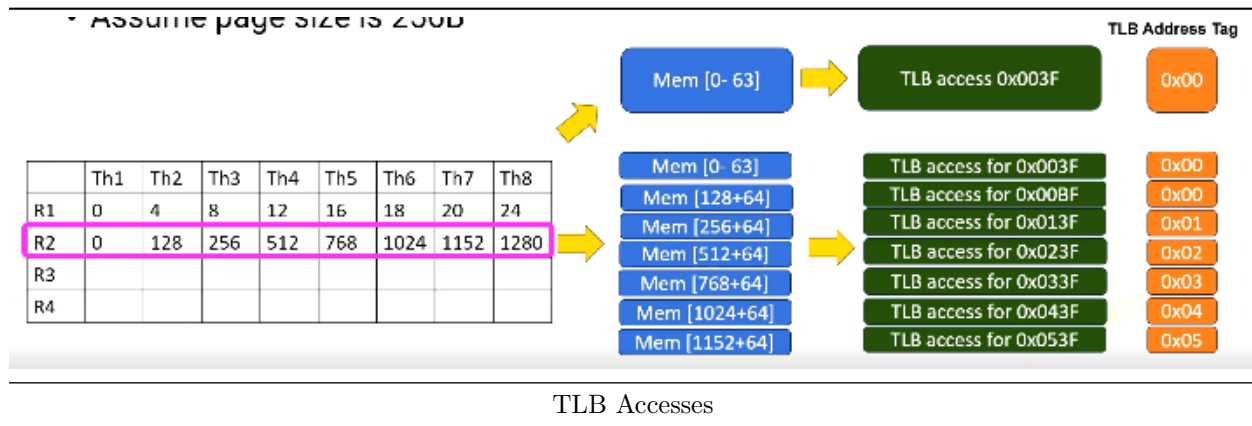 • Assume page size is
TLB Address Tag
Mem [0- 63]
TLB access 0x003F
0x00
Th1 Th2 Th3 Th4 Th5 Th6 Th7 Th8
R1 0 4 8 12 16 18 20 24
R2 0 128 256 512 768 1024 1152 1280
R3
R4
Mem [0- 63]
Mem [128+64]
Mem [256+64]
Mem [512+64]
Mem [768+64]
Mem [1024+64]
Mem [1152+64]
TLB access for 0x003F
TLB access for 0x00BF
TLB access for 0x013F
TLB access for 0x023F
TLB access for 0x033F
TLB access for 0x043F
TLB access for 0x053F
0x00
0x00
0x01
0x02
0x03
0x04
0x05
TLB Accesses